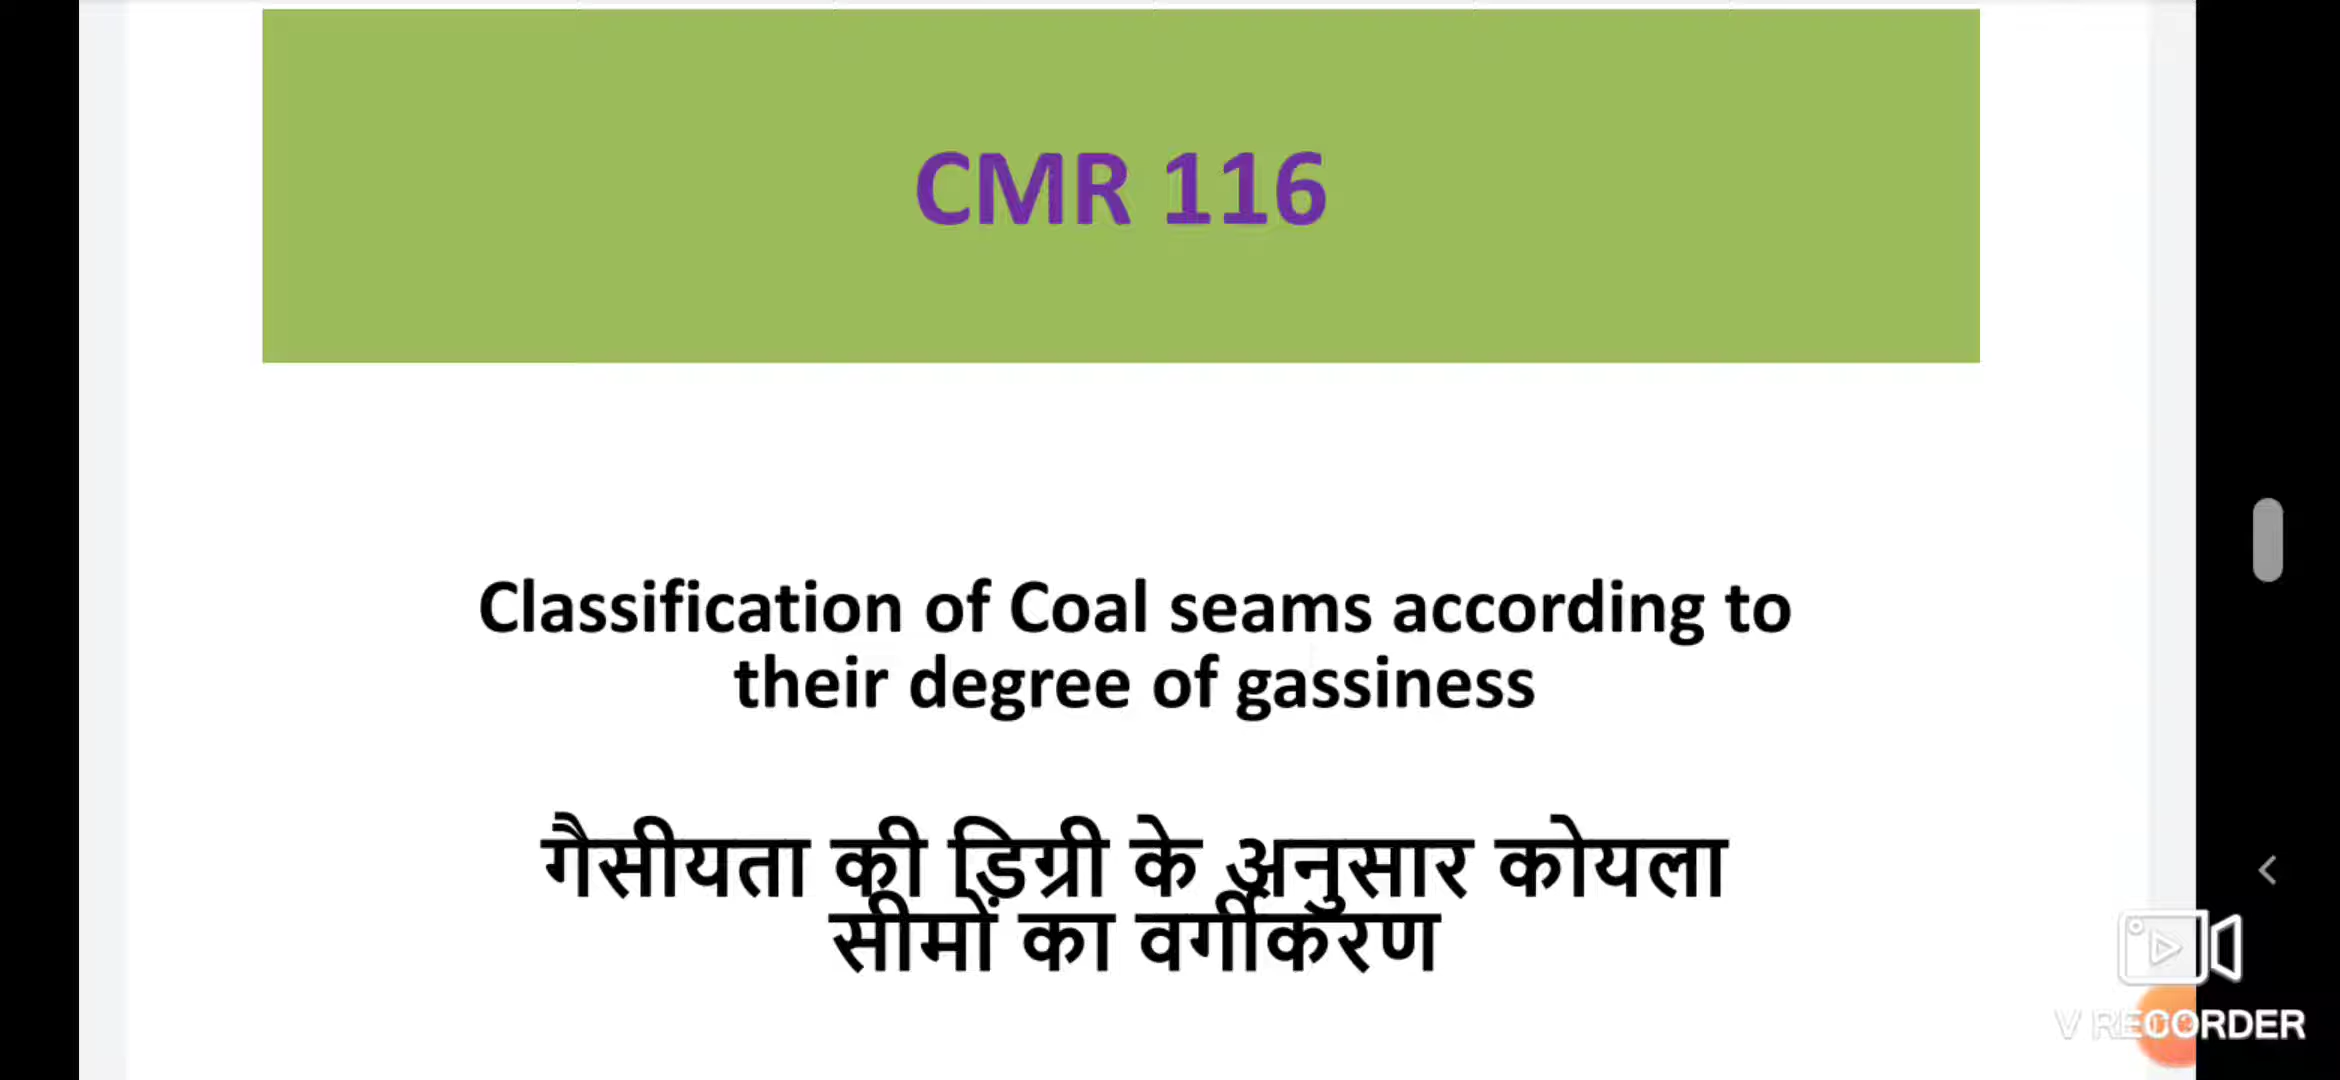 CMR 116
Classification of Coal seams according to
their degree of gassiness
गैसीयता की डिग्री के अनुसार कोयला
सीमों का वर्गीकरण
V RECORDER